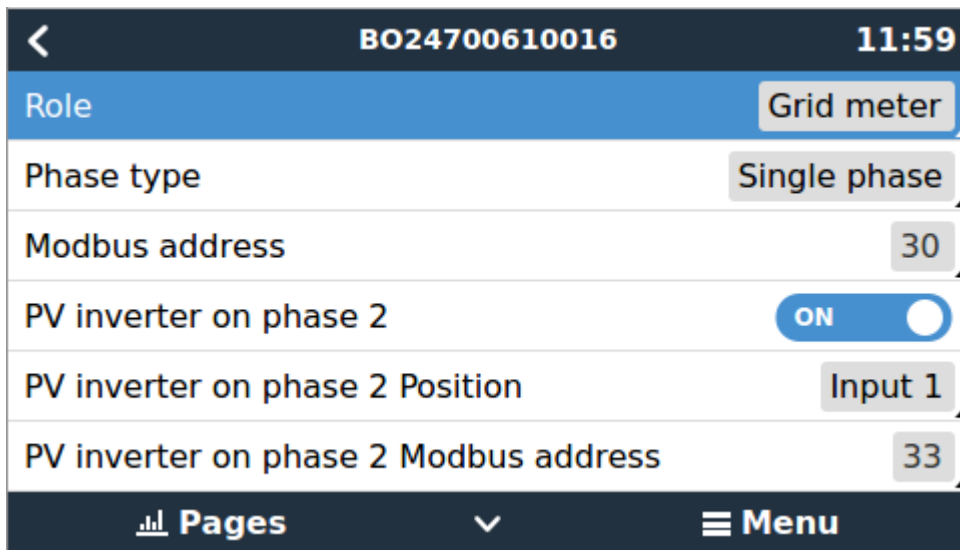 BO24700610016 11:59
Role Grid meter
Phase type Single phase
Modbus address 30
PV inverter on phase 2 ON
PV inverter on phase 2 Position Input 1
PV inverter on phase 2 Modbus address 33
Pages Menu